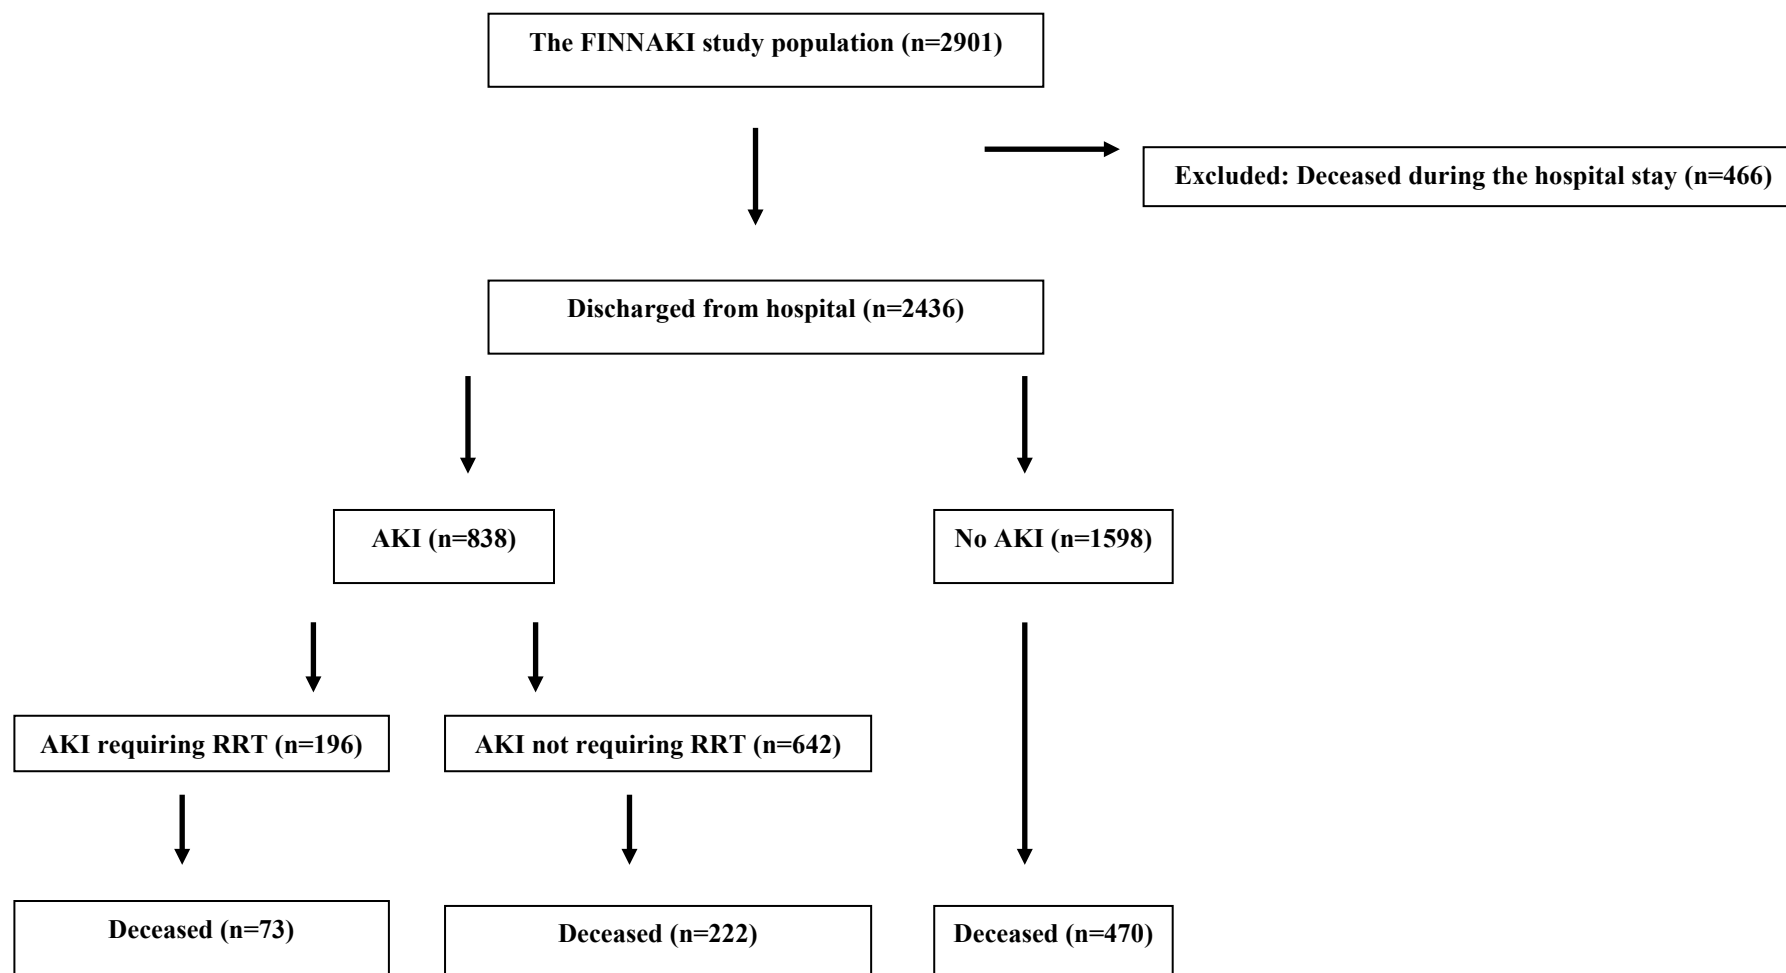 The FINNAKI study population (n=2901)
Excluded: Deceased during the hospital stay (n=466)
Discharged from hospital (n=2436)
AKI (n=838)
No AKI (n=1598)
AKI requiring RRT (n=196)
AKI not requiring RRT (n=642)
Deceased (n=73)
Deceased (n=222)
Deceased (n=470)